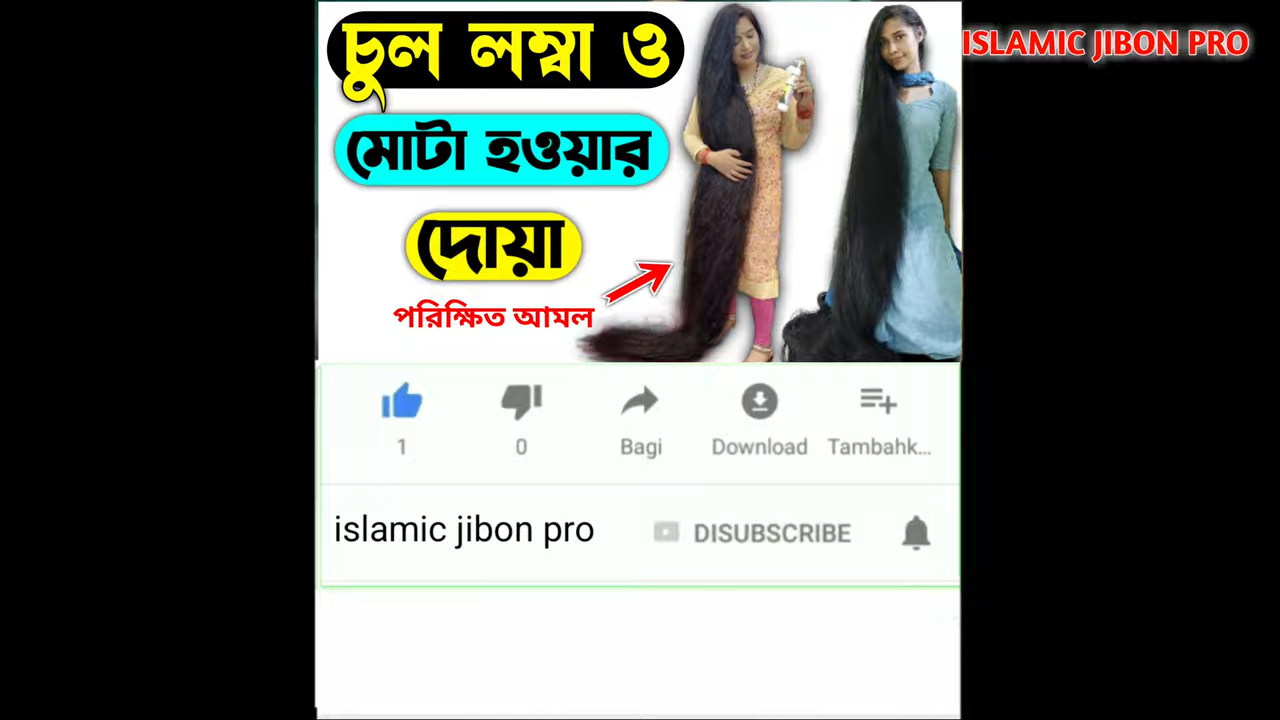 চুল লম্বা ও
ISLAMIC JIBON PRO
মোটা হওয়ার
দোয়া
পরিক্ষিত আমল
1
0
Bagi
Download
Tambahk...
islamic jibon pro
DISUBSCRIBE